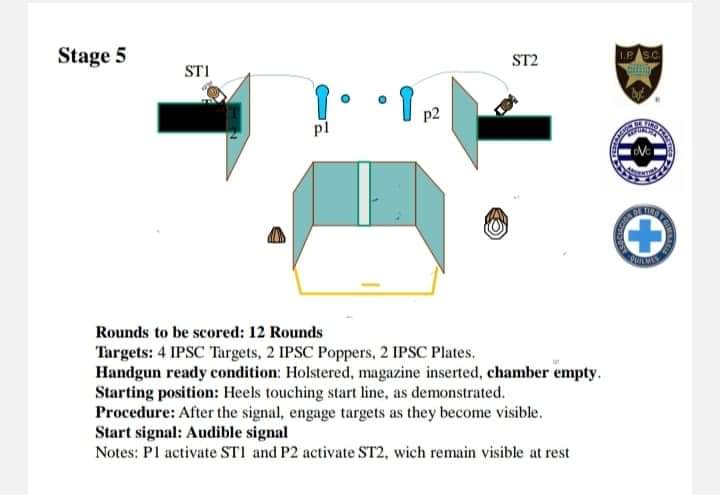 Stage 5
ST1
ST2
I.P.S.C.
p1
p2
DVC
QUILMES
Rounds to be scored: 12 Rounds
Targets: 4 IPSC Targets, 2 IPSC Poppers, 2 IPSC Plates.
Handgun ready condition: Holstered, magazine inserted, chamber empty.
Starting position: Heels touching start line, as demonstrated.
Procedure: After the signal, engage targets as they become visible.
Start signal: Audible signal
Notes: P1 activate ST1 and P2 activate ST2, wich remain visible at rest